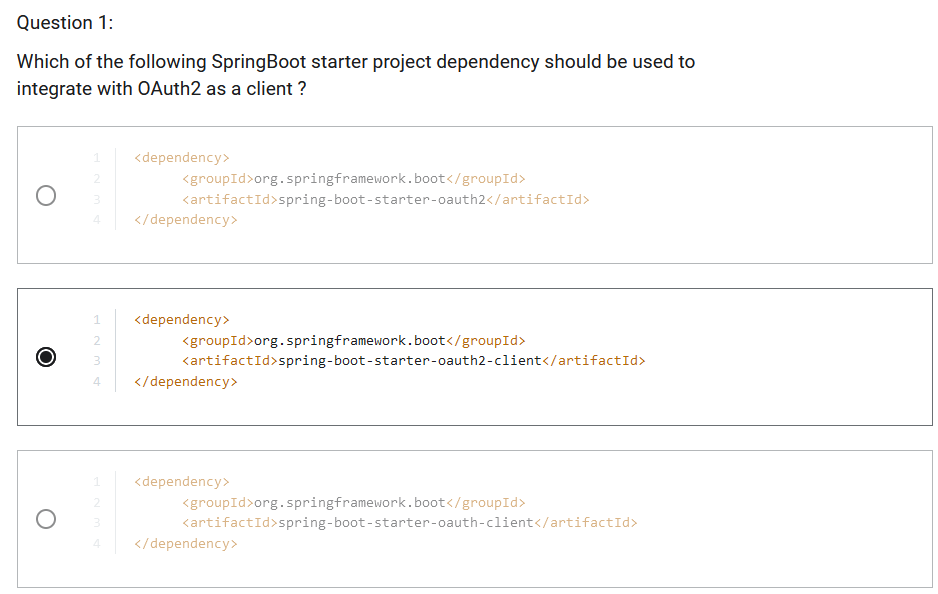 Question 1:
Which of the following SpringBoot starter project dependency should be used to
integrate with OAuth2 as a client ?
1 <dependency>
2 <groupId>org.springframework.boot</groupId>
3 <artifactId>spring-boot-starter-oauth2</artifactId>
4 </dependency>
1 <dependency>
2 <groupId>org.springframework.boot</groupId>
3 <artifactId>spring-boot-starter-oauth2-client</artifactId>
4 </dependency>
1 <dependency>
2 <groupId>org.springframework.boot</groupId>
3 <artifactId>spring-boot-starter-oauth-client</artifactId>
4 </dependency>